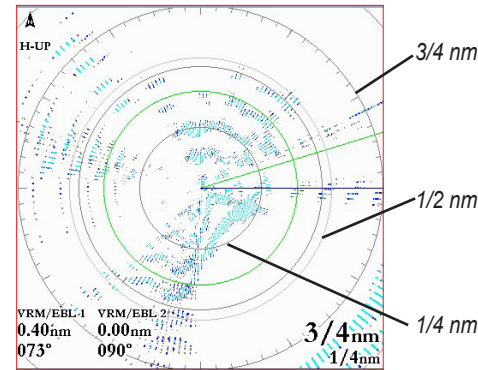 H-UP
3/4 nm
1/2 nm
1/4 nm
VRM/EBL 1 VRM/EBL 2
0.40nm 0.00nm 3/4nm
073° 090° 1/4nm